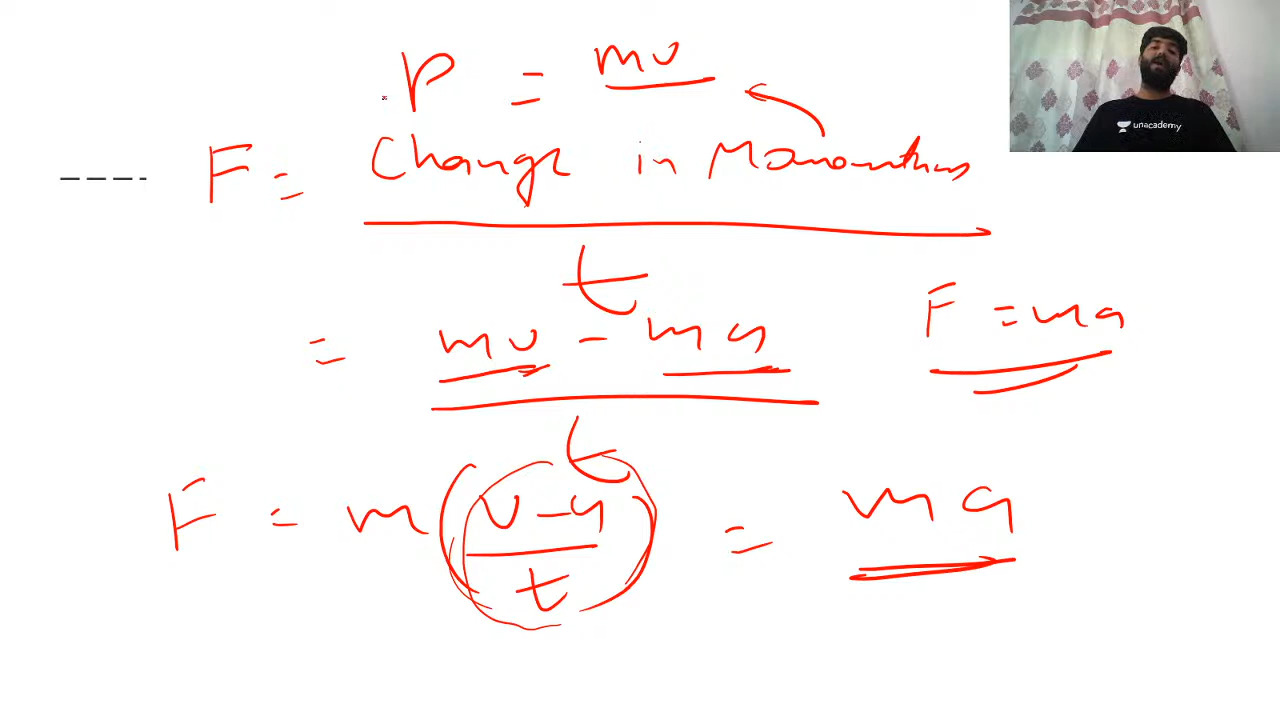 P = mv
F = Change in Momentum
t
= mv - mu
t
F = ma
F = m(v-u
t) = ma
unacademy